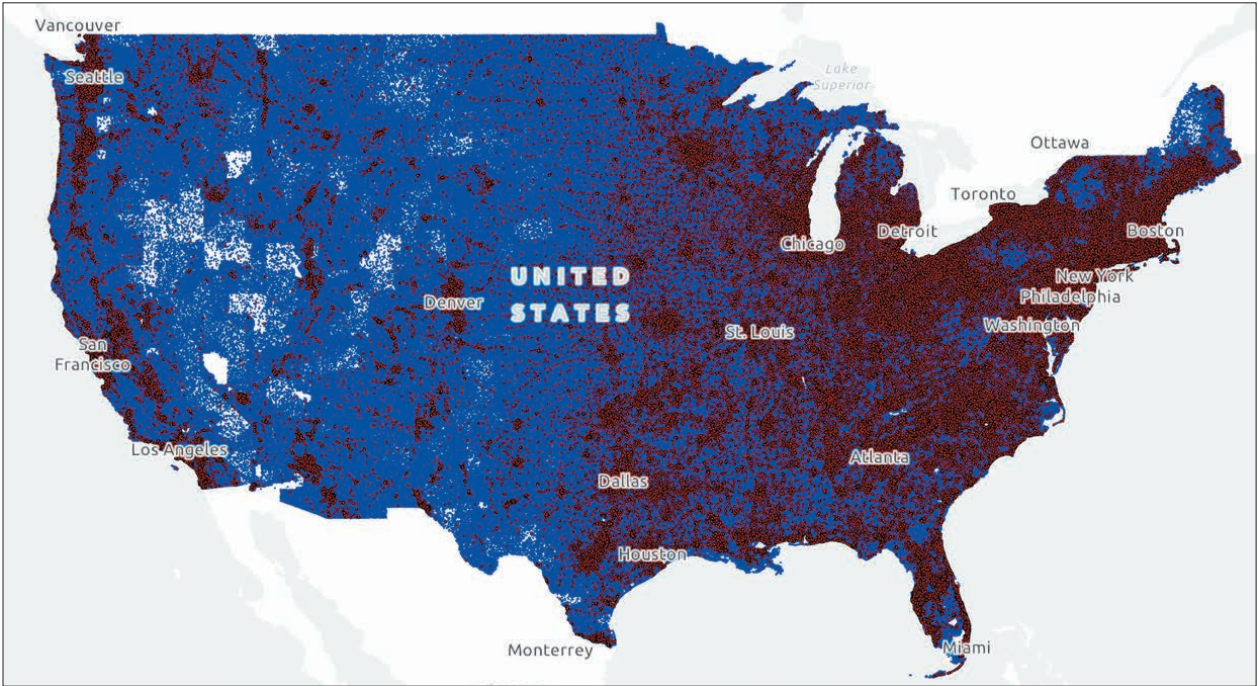 Vancouver
Seattle
Lake
Superior
Ottawa
Toronto
Chicago
Detroit
Boston
New York
Philadelphia
UNITED
STATES
Denver
St. Louis
Washington
San
Francisco
Los Angeles
Atlanta
Dallas
Houston
Monterrey
Miami